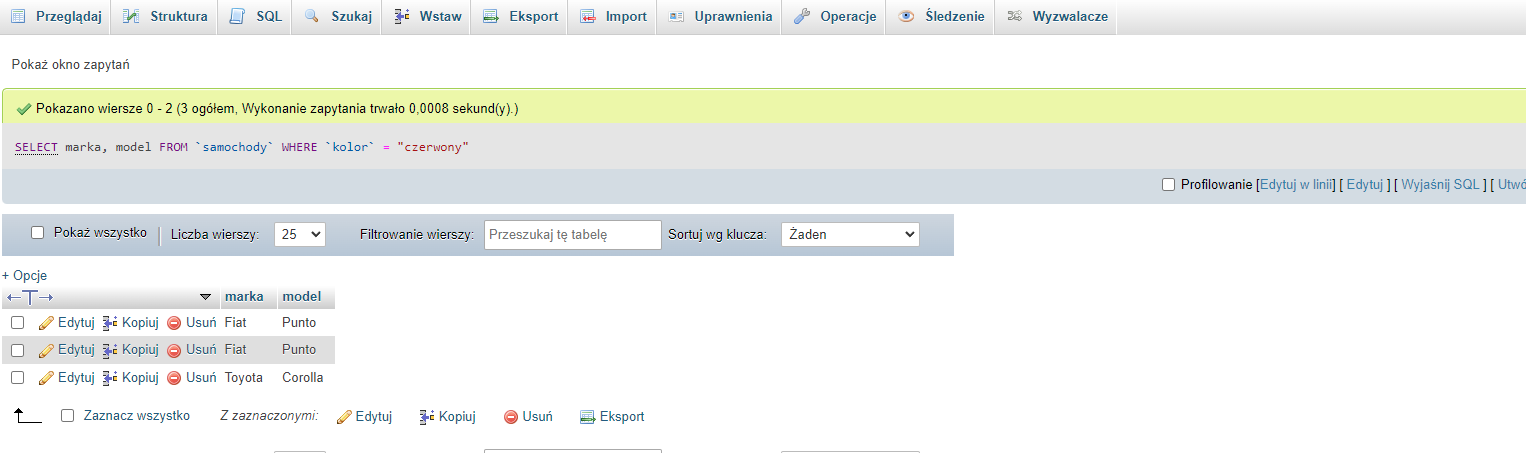 Przeglądaj Struktura SQL Szukaj Wstaw Eksport Import Uprawnienia Operacje Śledzenie Wyzwalacze
Pokaż okno zapytań
Pokazano wiersze 0 - 2 (3 ogółem, Wykonanie zapytania trwało 0,0008 sekund(y).)
SELECT marka, model FROM `samochody` WHERE `kolor` = "czerwony"
Profilowanie [Edytuj w linii] [ Edytuj ] [ Wyjaśnij SQL ] [ Utwó
Pokaż wszystko | Liczba wierszy: 25 Filtrowanie wierszy: Przeszukaj tę tabelę Sortuj wg klucza: Żaden
+ Opcje
←T→ marka model
Edytuj Kopiuj Usuń Fiat Punto
Edytuj Kopiuj Usuń Fiat Punto
Edytuj Kopiuj Usuń Toyota Corolla
Zaznacz wszystko Z zaznaczonymi: Edytuj Kopiuj Usuń Eksport